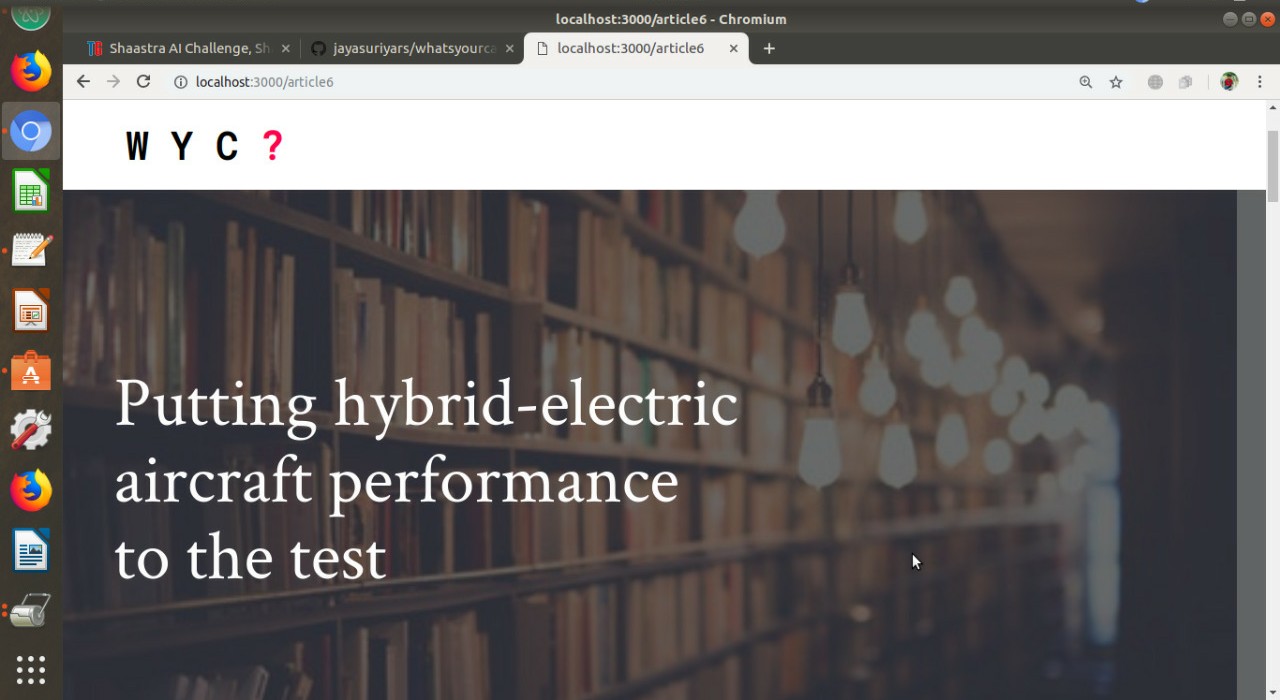 localhost:3000/article6 - Chromium
Shaastra AI Challenge, Sh
jayasuriyars/whatsyourca
localhost:3000/article6
localhost:3000/article6
W Y C ?
Putting hybrid-electric
aircraft performance
to the test